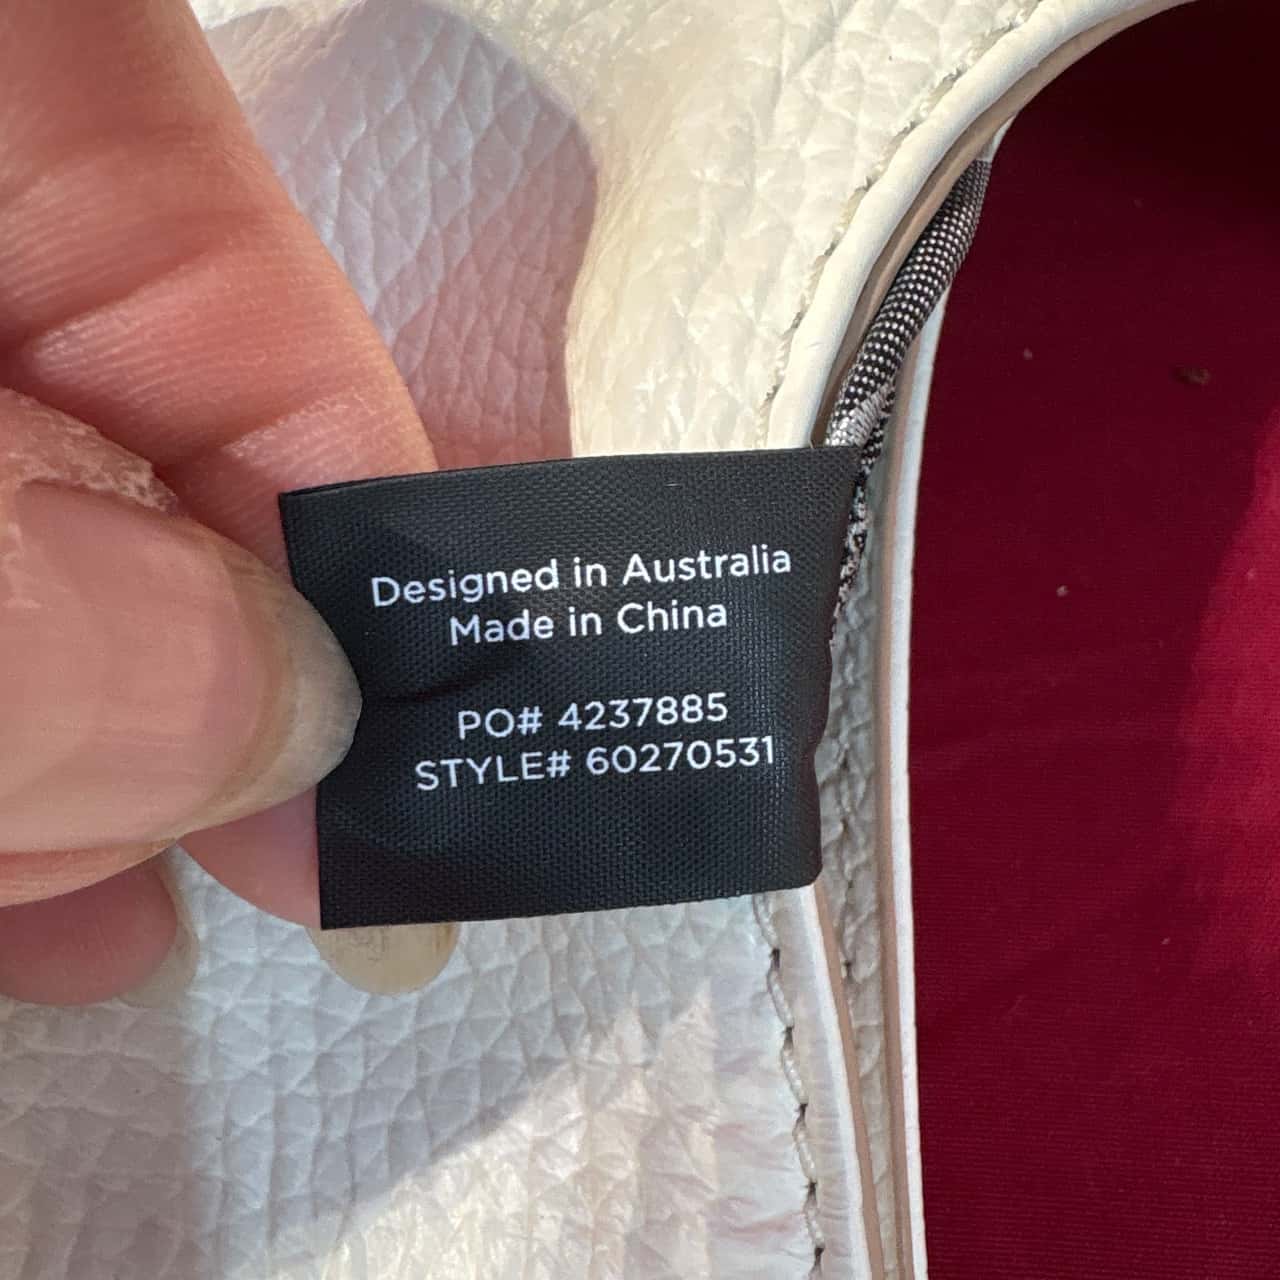 Designed in Australia
Made in China
PO# 4237885
STYLE# 60270531